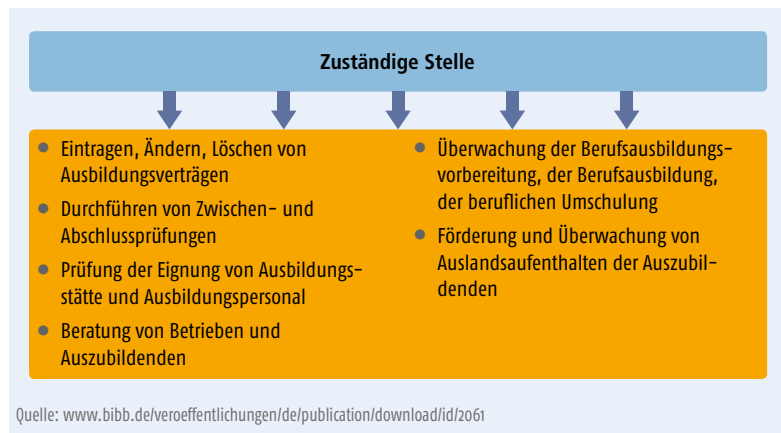 Zuständige Stelle
• Eintragen, Ändern, Löschen von
Ausbildungsverträgen
• Durchführen von Zwischen- und
Abschlussprüfungen
• Prüfung der Eignung von Ausbildungs-
stätte und Ausbildungspersonal
• Beratung von Betrieben und
Auszubildenden
• Überwachung der Berufsausbildungs-
vorbereitung, der Berufsausbildung,
der beruflichen Umschulung
• Förderung und Überwachung von
Auslandsaufenthalten der Auszubil-
denden
Quelle: www.bibb.de/veroeffentlichungen/de/publication/download/id/2061